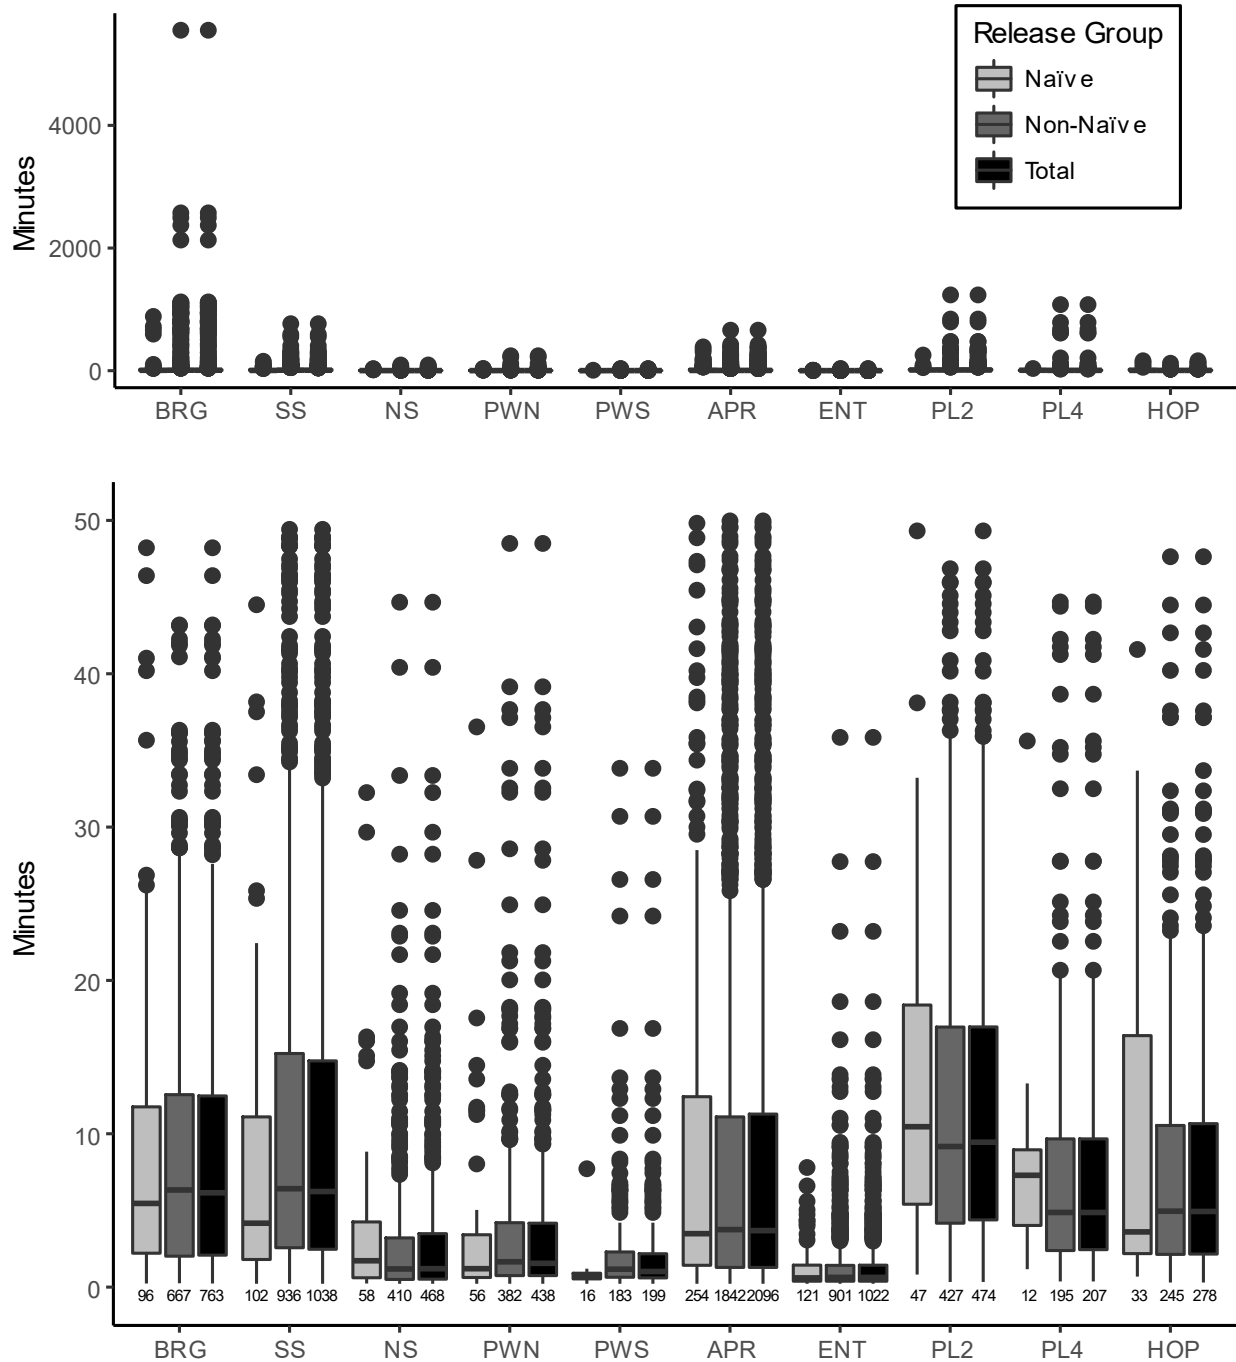 Release Group
Naïve
Non-Naïve
Total
Minutes
4000
2000
0
BRG SS NS PWN PWS APR ENT PL2 PL4 HOP
Minutes
50
40
30
20
10
0
96 667 763 102 936 1038 58 410 468 56 382 438 16 183 199 254 1842 2096 121 901 1022 47 427 474 12 195 207 33 245 278
BRG SS NS PWN PWS APR ENT PL2 PL4 HOP